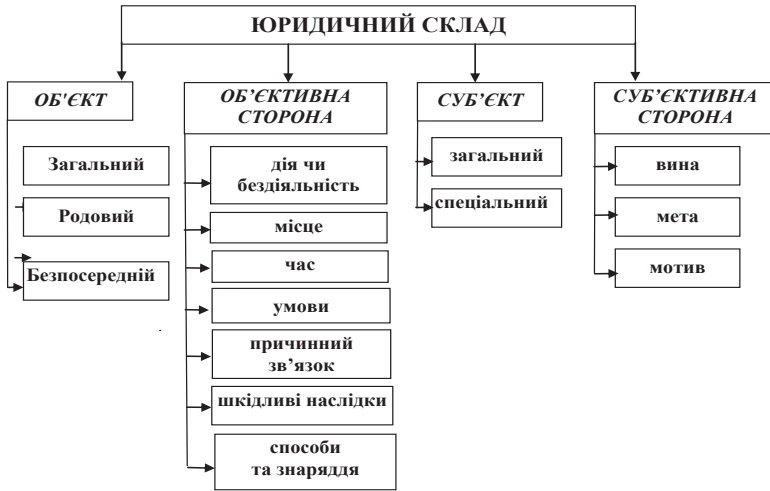 ЮРИДИЧНИЙ СКЛАД
ОБ'ЄКТ
Загальний
Родовий
Безпосередній
ОБ’ЄКТИВНА
СТОРОНА
дія чи
бездіяльність
місце
час
умови
причинний
зв’язок
шкідливі наслідки
способи
та знаряддя
СУБ’ЄКТ
загальний
спеціальний
СУБ’ЄКТИВНА
СТОРОНА
вина
мета
мотив